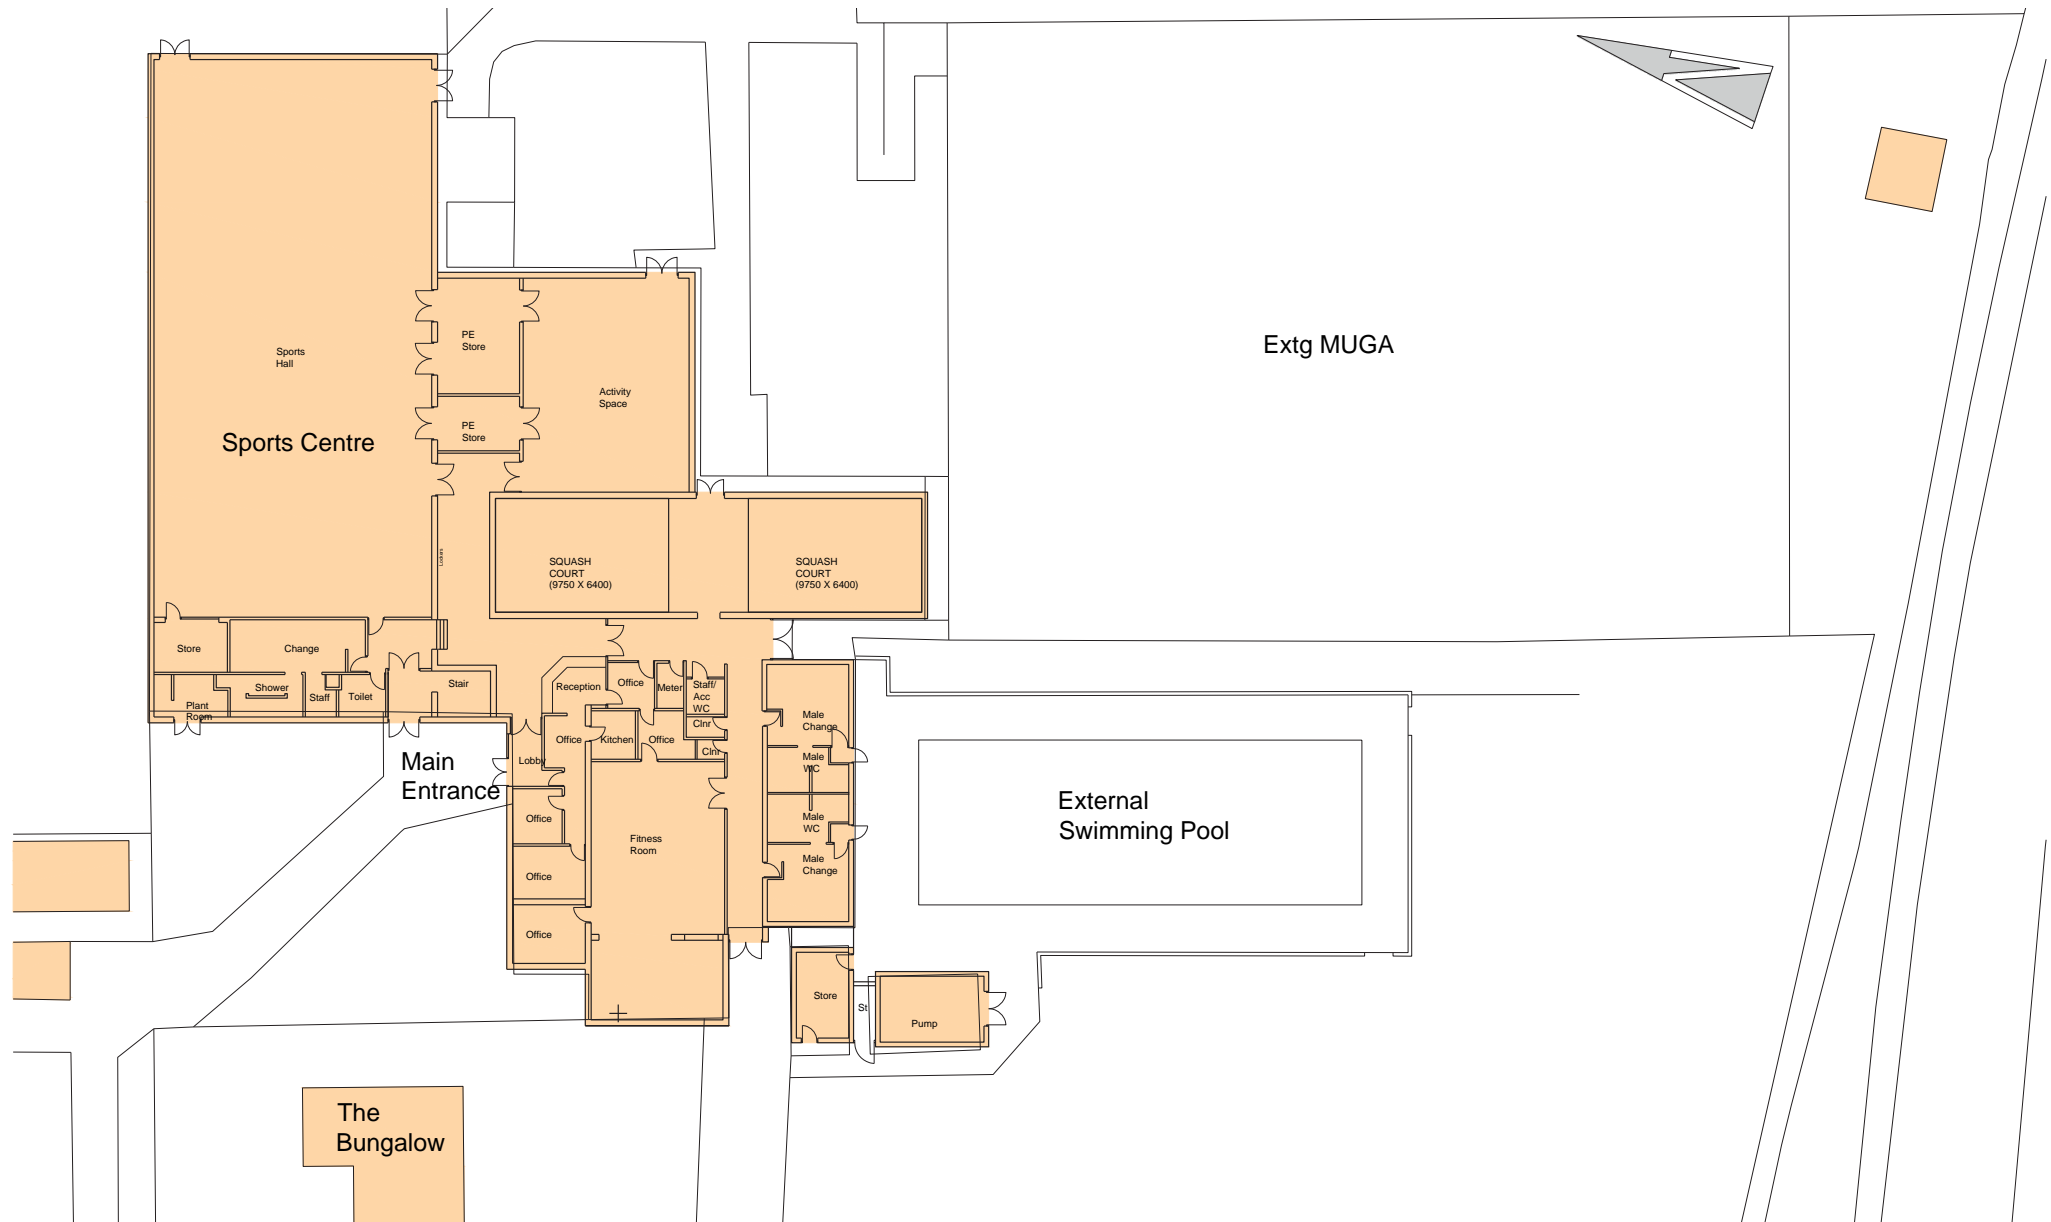 Extg MUGA
Sports
Hall
PE
Store
Activity
Space
PE
Store
Sports Centre
Lockers
SQUASH
COURT
(9750 X 6400)
SQUASH
COURT
(9750 X 6400)
Store
Change
Shower
Staff
Toilet
Stair
Plant
Room
Reception
Office
Meter
Staff/
Acc
WC
Clnr
Office
Kitchen
Office
Clnr
Lobby
Male
Change
Male
WC
Male
WC
Male
Change
Main
Entrance
Office
Office
Office
Fitness
Room
External
Swimming Pool
Store
St
Pump
The
Bungalow